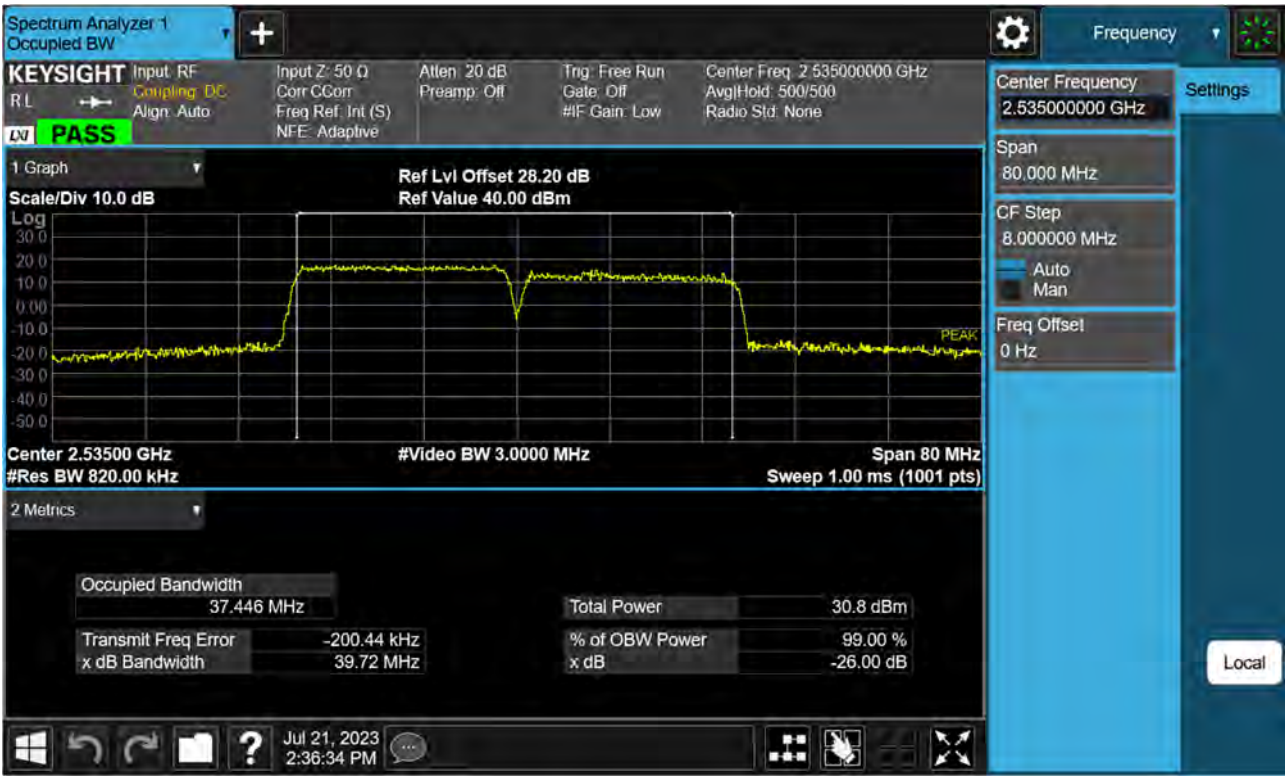 Spectrum Analyzer 1
Occupied BW
+
Frequency
KEYSIGHT
RL
LXI
PASS
Input: RF
Coupling: DC
Align: Auto
Input Z: 50 Ω
Corr CCorr
Freq Ref: Int (S)
NFE: Adaptive
Atten: 20 dB
Preamp: Off
Trig: Free Run
Gate: Off
#IF Gain: Low
Center Freq: 2.535000000 GHz
Avg|Hold: 500/500
Radio Std: None
1 Graph
Scale/Div 10.0 dB
Ref Lvl Offset 28.20 dB
Ref Value 40.00 dBm
Log
30.0
20.0
10.0
0.00
-10.0
-20.0
-30.0
-40.0
-50.0
PEAK
Center 2.53500 GHz
#Res BW 820.00 kHz
#Video BW 3.0000 MHz
Span 80 MHz
Sweep 1.00 ms (1001 pts)
2 Metrics
Occupied Bandwidth
37.446 MHz
Transmit Freq Error -200.44 kHz
x dB Bandwidth 39.72 MHz
Total Power 30.8 dBm
% of OBW Power 99.00 %
x dB -26.00 dB
Center Frequency
2.535000000 GHz
Span
80.000 MHz
CF Step
8.000000 MHz
Auto
Man
Freq Offset
0 Hz
Settings
Local
?
Jul 21, 2023
2:36:34 PM